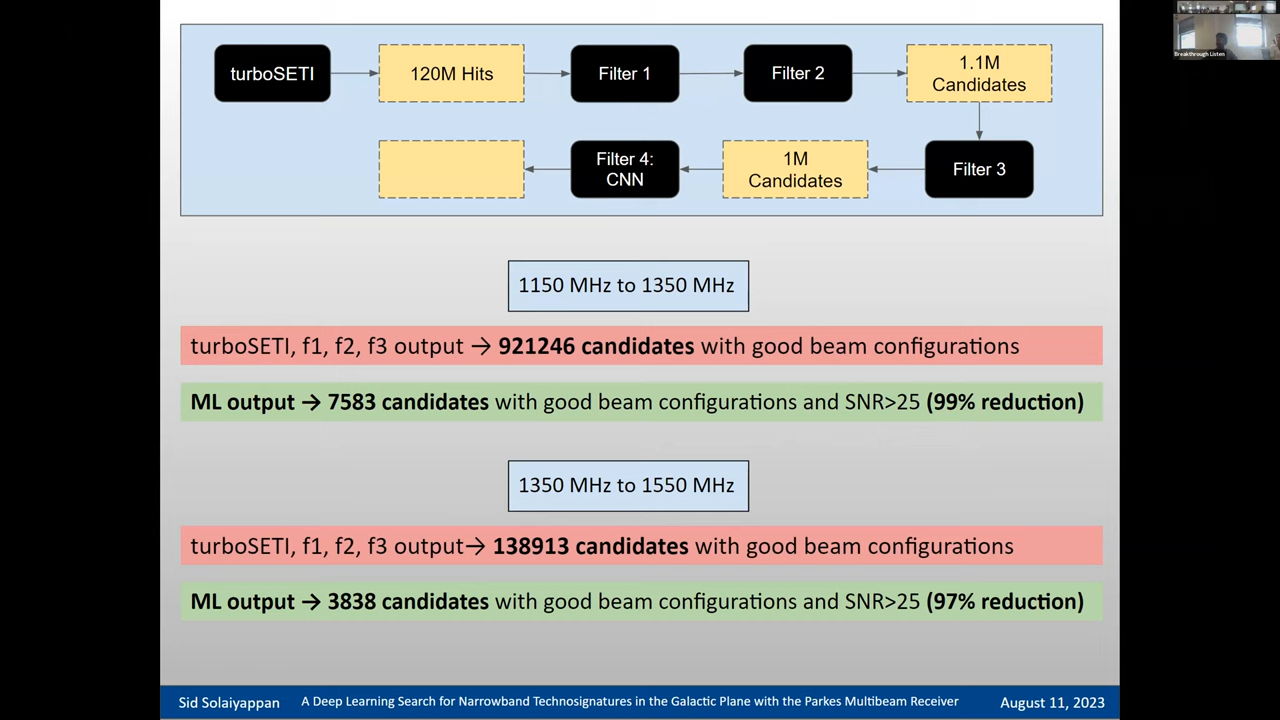 turboSETI
120M Hits
Filter 1
Filter 2
1.1M
Candidates
Filter 4:
CNN
1M
Candidates
Filter 3
1150 MHz to 1350 MHz
turboSETI, f1, f2, f3 output → 921246 candidates with good beam configurations
ML output → 7583 candidates with good beam configurations and SNR>25 (99% reduction)
1350 MHz to 1550 MHz
turboSETI, f1, f2, f3 output→ 138913 candidates with good beam configurations
ML output → 3838 candidates with good beam configurations and SNR>25 (97% reduction)
Sid Solaiyappan A Deep Learning Search for Narrowband Technosignatures in the Galactic Plane with the Parkes Multibeam Receiver August 11, 2023
Breakthrough Listen